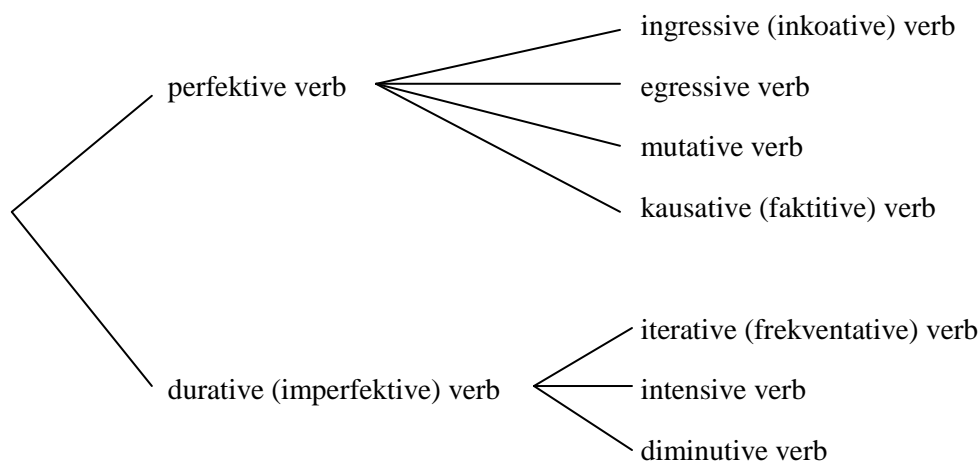 ingressive (inkoative) verb
perfektive verb
egressive verb
mutative verb
kausative (faktitive) verb
iterative (frekventative) verb
durative (imperfektive) verb
intensive verb
diminutive verb